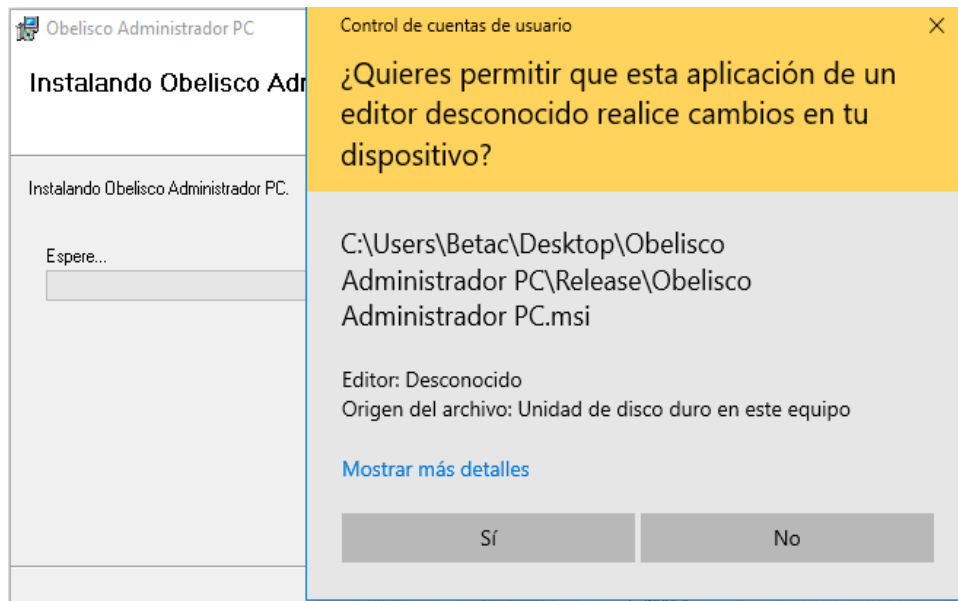 Obelisco Administrador PC
Instalando Obelisco Adr
Instalando Obelisco Administrador PC.
Espere...
Control de cuentas de usuario
¿Quieres permitir que esta aplicación de un
editor desconocido realice cambios en tu
dispositivo?
C:\Users\Betac\Desktop\Obelisco
Administrador PC\Release\Obelisco
Administrador PC.msi
Editor: Desconocido
Origen del archivo: Unidad de disco duro en este equipo
Mostrar más detalles
Sí
No